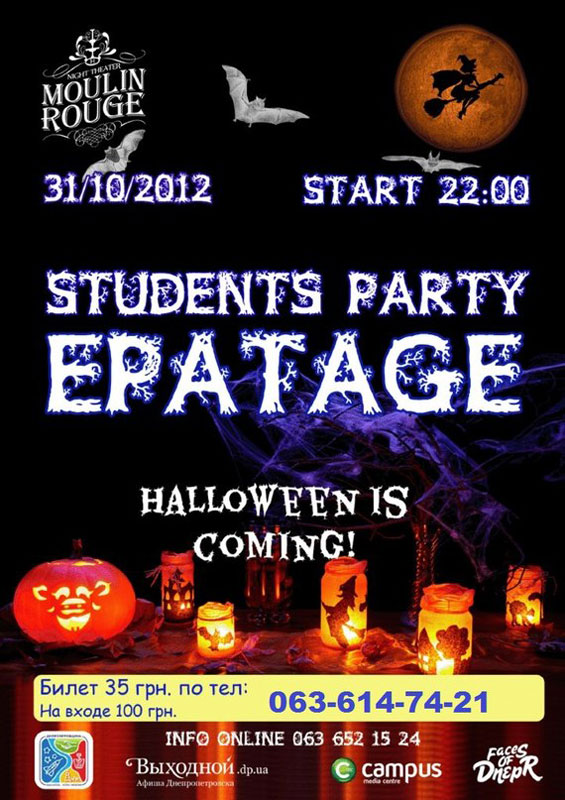 NIGHT THEATER
MOULIN
ROUGE
31/10/2012
START 22:00
STUDENTS PARTY
EPATAGE
HALLOWEEN IS
COMING!
Билет 35 грн. по тел:
На входе 100 грн.
063-614-74-21
INFO ONLINE 063 652 15 24
Выходной.dp.ua
Афиша Днепропетровска
campus
media centre
FACES
OF
DNEPR